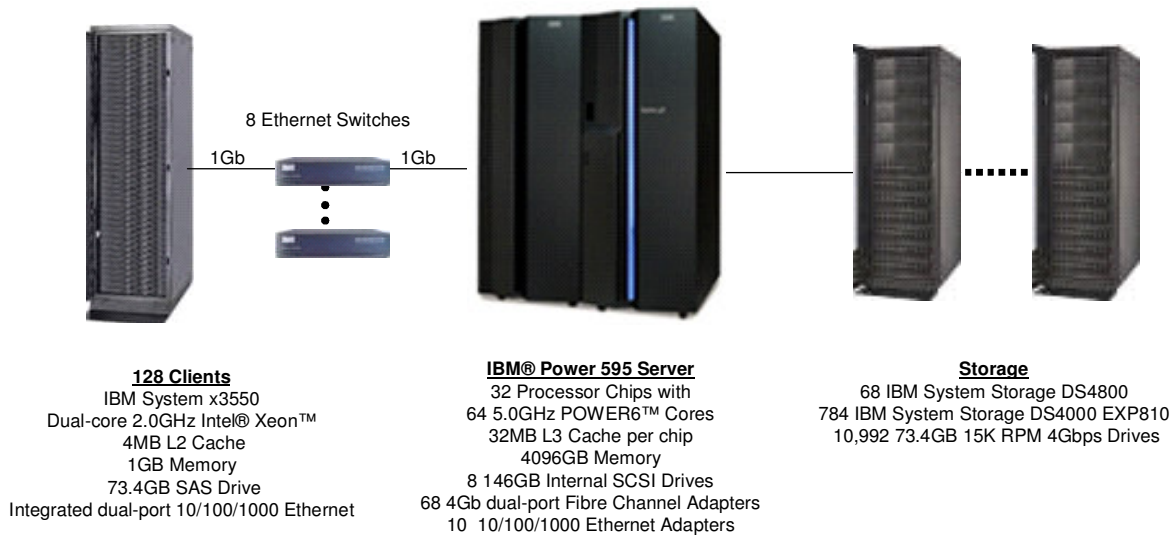 8 Ethernet Switches
1Gb
1Gb
128 Clients
IBM System x3550
Dual-core 2.0GHz Intel® Xeon™
4MB L2 Cache
1GB Memory
73.4GB SAS Drive
Integrated dual-port 10/100/1000 Ethernet
IBM® Power 595 Server
32 Processor Chips with
64 5.0GHz POWER6™ Cores
32MB L3 Cache per chip
4096GB Memory
8 146GB Internal SCSI Drives
68 4Gb dual-port Fibre Channel Adapters
10 10/100/1000 Ethernet Adapters
Storage
68 IBM System Storage DS4800
784 IBM System Storage DS4000 EXP810
10,992 73.4GB 15K RPM 4Gbps Drives